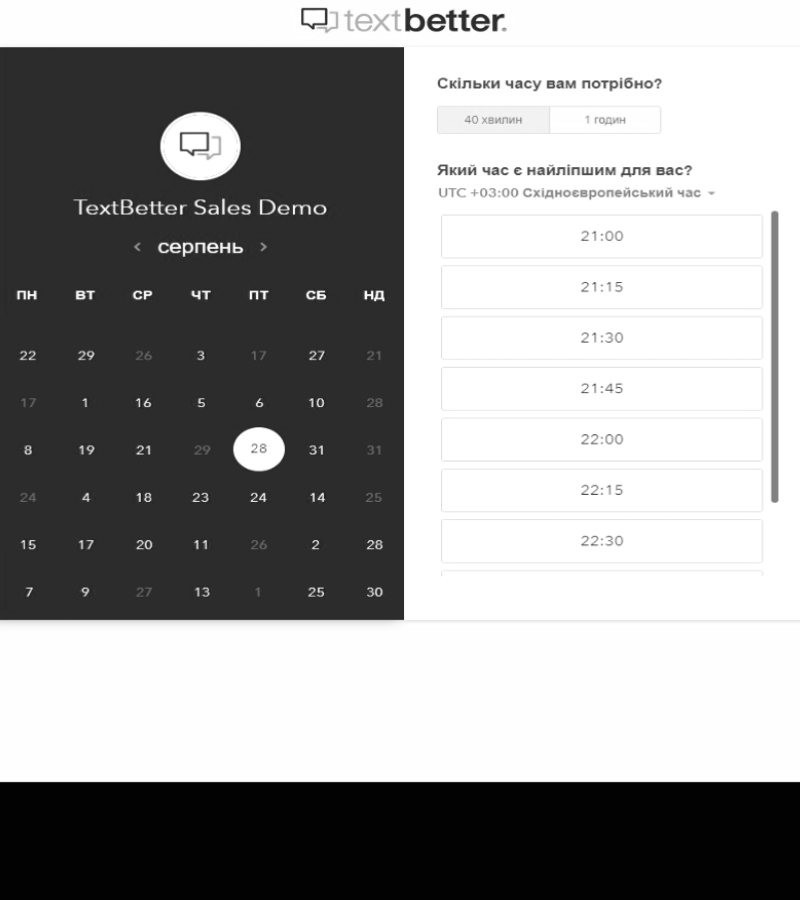 textbetter.
TextBetter Sales Demo
< серпень >
ПН ВТ СР ЧТ ПТ СБ НД
22 29 26 3 17 27 21
17 1 16 5 6 10 28
8 19 21 29 28 31 31
24 4 18 23 24 14 25
15 17 20 11 26 2 28
7 9 27 13 1 25 30
Скільки часу вам потрібно?
40 хвилин 1 годин
Який час є найліпшим для вас?
UTC +03:00 Східноєвропейський час
21:00
21:15
21:30
21:45
22:00
22:15
22:30